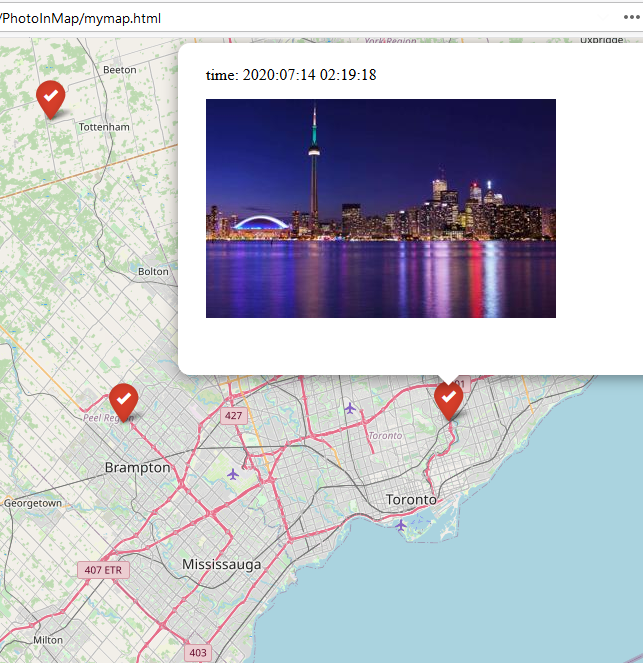 /PhotoInMap/mymap.html
York Region
Uxbridge
Beeton
time: 2020:07:14 02:19:18
Tottenham
Bolton
401
427
Peel Region
Toronto
Brampton
Georgetown
Toronto
Mississauga
407 ETR
Milton
403